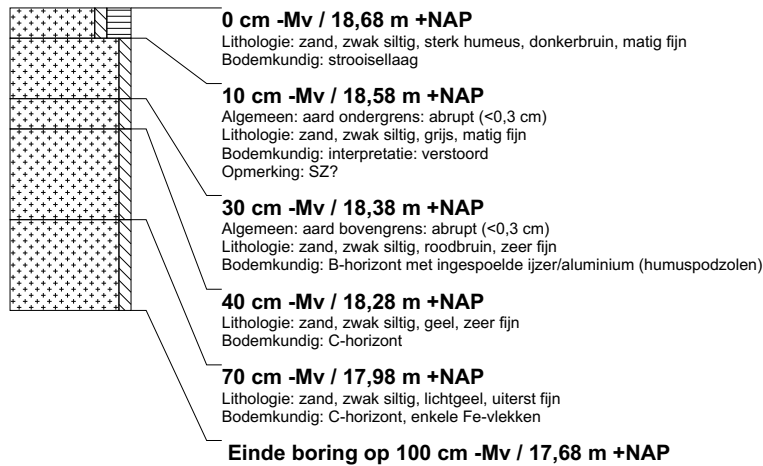 0 cm -Mv / 18,68 m +NAP
Lithologie: zand, zwak siltig, sterk humeus, donkerbruin, matig fijn
Bodemkundig: strooisellaag
10 cm -Mv / 18,58 m +NAP
Algemeen: aard ondergrens: abrupt (<0,3 cm)
Lithologie: zand, zwak siltig, grijs, matig fijn
Bodemkundig: interpretatie: verstoord
Opmerking: SZ?
30 cm -Mv / 18,38 m +NAP
Algemeen: aard bovengrens: abrupt (<0,3 cm)
Lithologie: zand, zwak siltig, roodbruin, zeer fijn
Bodemkundig: B-horizont met ingespoelde ijzer/aluminium (humuspodzolen)
40 cm -Mv / 18,28 m +NAP
Lithologie: zand, zwak siltig, geel, zeer fijn
Bodemkundig: C-horizont
70 cm -Mv / 17,98 m +NAP
Lithologie: zand, zwak siltig, lichtgeel, uiterst fijn
Bodemkundig: C-horizont, enkele Fe-vlekken
Einde boring op 100 cm -Mv / 17,68 m +NAP